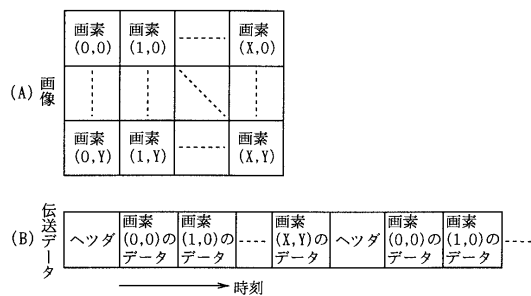 (A) 画像
画素 画素 画素
(0,0) (1,0) (X,0)
画素 画素 画素
(0,Y) (1,Y) (X,Y)
(B) 伝送データ
ヘツダ 画素(0,0)のデータ 画素(1,0)のデータ 画素(X,Y)のデータ ヘツダ 画素(0,0)のデータ 画素(1,0)のデータ
時刻